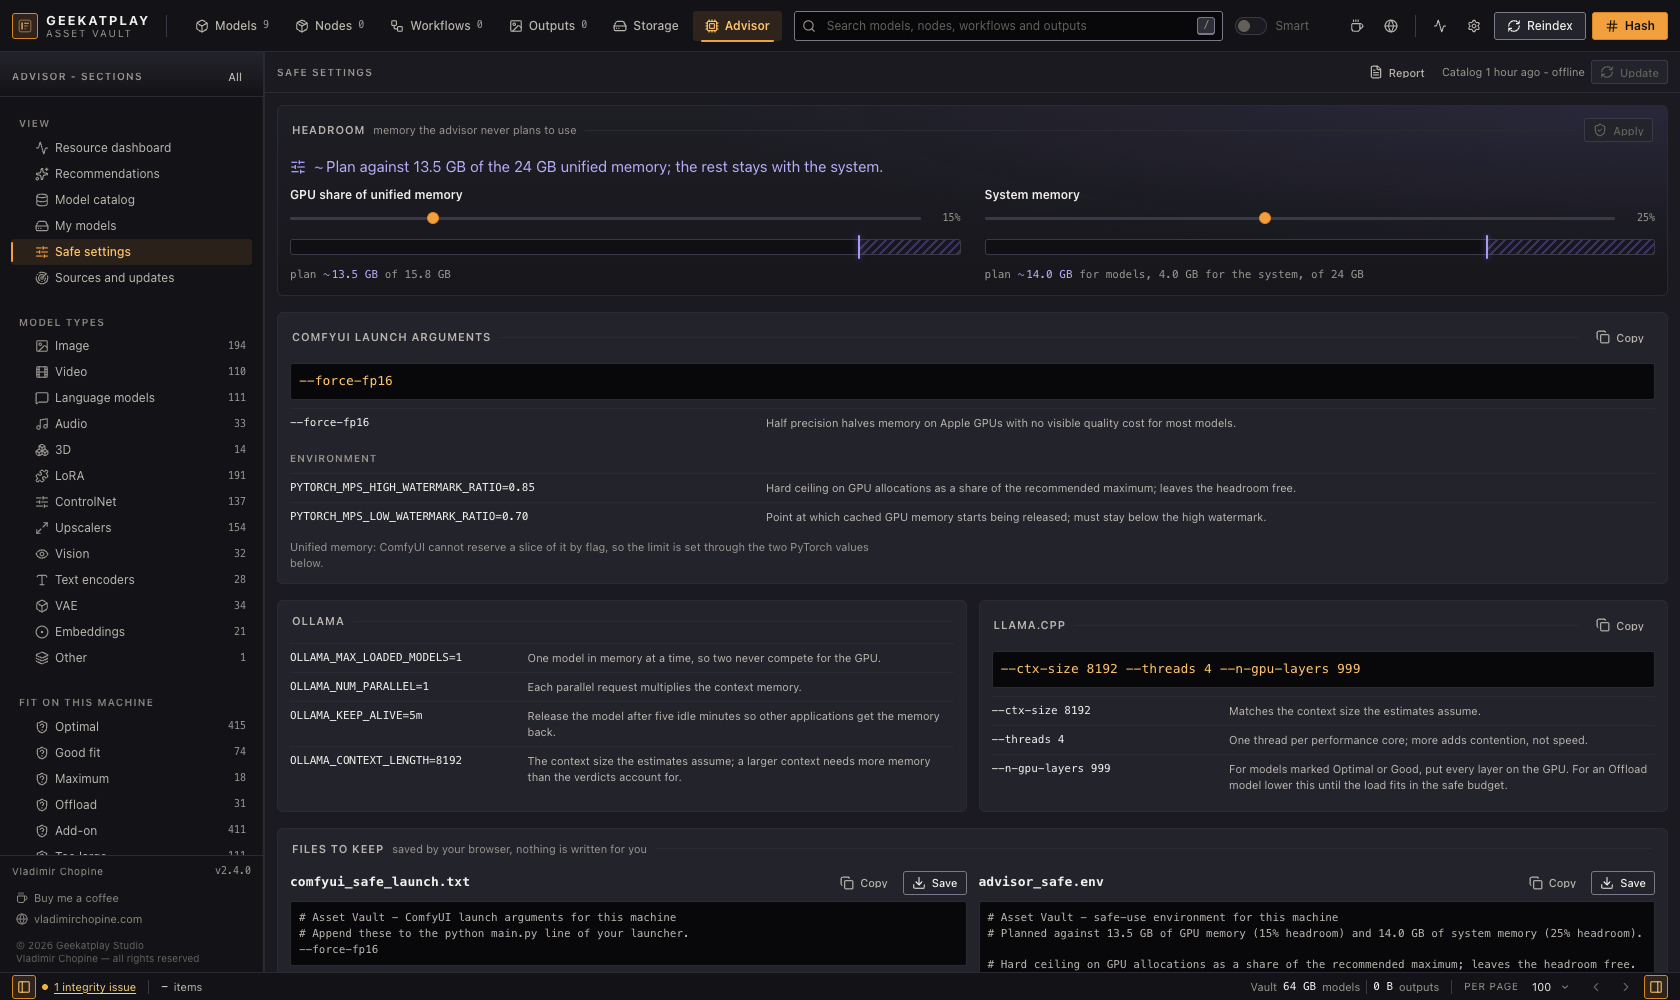 GEEKATPLAY
ASSET VAULT
Models 9
Nodes 0
Workflows 0
Outputs 0
Storage
Advisor
Search models, nodes, workflows and outputs /
Smart
Reindex
Hash
ADVISOR - SECTIONS All
VIEW
Resource dashboard
Recommendations
Model catalog
My models
Safe settings
Sources and updates
MODEL TYPES
Image 194
Video 110
Language models 111
Audio 33
3D 14
LoRA 191
ControlNet 137
Upscalers 154
Vision 32
Text encoders 28
VAE 34
Embeddings 21
Other 1
FIT ON THIS MACHINE
Optimal 415
Good fit 74
Maximum 18
Offload 31
Add-on 411
Vladimir Chopine v2.4.0
Buy me a coffee
vladimirchopine.com
© 2026 Geekatplay Studio
Vladimir Chopine — all rights reserved
SAFE SETTINGS
Report
Catalog 1 hour ago - offline
Update
HEADROOM memory the advisor never plans to use
Apply
~ Plan against 13.5 GB of the 24 GB unified memory; the rest stays with the system.
GPU share of unified memory
15%
plan ~13.5 GB of 15.8 GB
System memory
25%
plan ~14.0 GB for models, 4.0 GB for the system, of 24 GB
COMFYUI LAUNCH ARGUMENTS
Copy
--force-fp16
--force-fp16 Half precision halves memory on Apple GPUs with no visible quality cost for most models.
ENVIRONMENT
PYTORCH_MPS_HIGH_WATERMARK_RATIO=0.85 Hard ceiling on GPU allocations as a share of the recommended maximum; leaves the headroom free.
PYTORCH_MPS_LOW_WATERMARK_RATIO=0.70 Point at which cached GPU memory starts being released; must stay below the high watermark.
Unified memory: ComfyUI cannot reserve a slice of it by flag, so the limit is set through the two PyTorch values
below.
OLLAMA
OLLAMA_MAX_LOADED_MODELS=1 One model in memory at a time, so two never compete for the GPU.
OLLAMA_NUM_PARALLEL=1 Each parallel request multiplies the context memory.
OLLAMA_KEEP_ALIVE=5m Release the model after five idle minutes so other applications get the memory
back.
OLLAMA_CONTEXT_LENGTH=8192 The context size the estimates assume; a larger context needs more memory
than the verdicts account for.
LLAMA.CPP
Copy
--ctx-size 8192 --threads 4 --n-gpu-layers 999
--ctx-size 8192 Matches the context size the estimates assume.
--threads 4 One thread per performance core; more adds contention, not speed.
--n-gpu-layers 999 For models marked Optimal or Good, put every layer on the GPU. For an Offload
model lower this until the load fits in the safe budget.
FILES TO KEEP saved by your browser, nothing is written for you
comfyui_safe_launch.txt
Copy
Save
# Asset Vault - ComfyUI launch arguments for this machine
# Append these to the python main.py line of your launcher.
--force-fp16
advisor_safe.env
Copy
Save
# Asset Vault - safe-use environment for this machine
# Planned against 13.5 GB of GPU memory (15% headroom) and 14.0 GB of system memory (25% headroom).
# Hard ceiling on GPU allocations as a share of the recommended maximum; leaves the headroom free.
1 integrity issue
- items
Vault 64 GB models
0 B outputs
PER PAGE 100